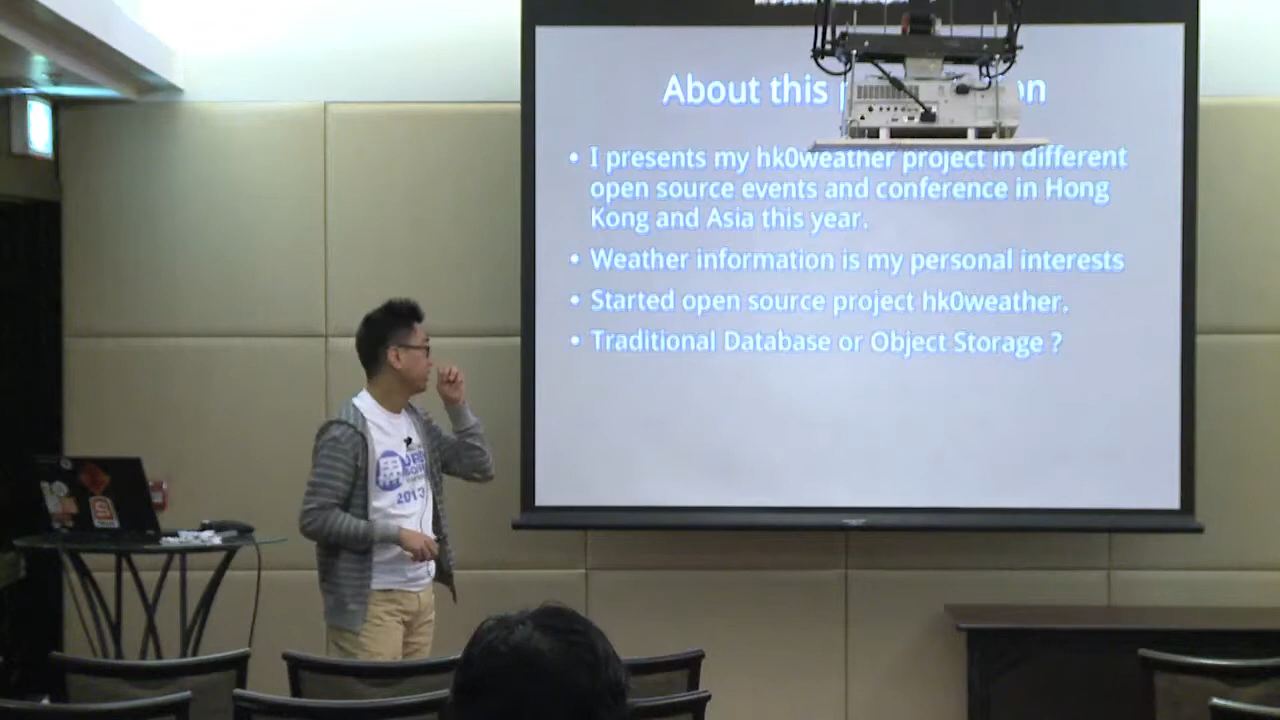 About this
I presents my hk0weather project in different
open source events and conference in Hong
Kong and Asia this year.
• Weather information is my personal interests
• Started open source project hk0weather.
• Traditional Database or Object Storage ?
2013